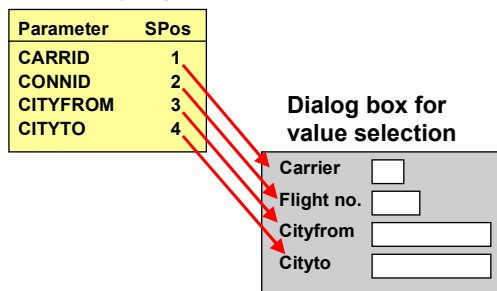 Parameter SPos
CARRID 1
CONNID 2
CITYFROM 3
CITYTO 4
Dialog box for
value selection
Carrier
Flight no.
Cityfrom
Cityto